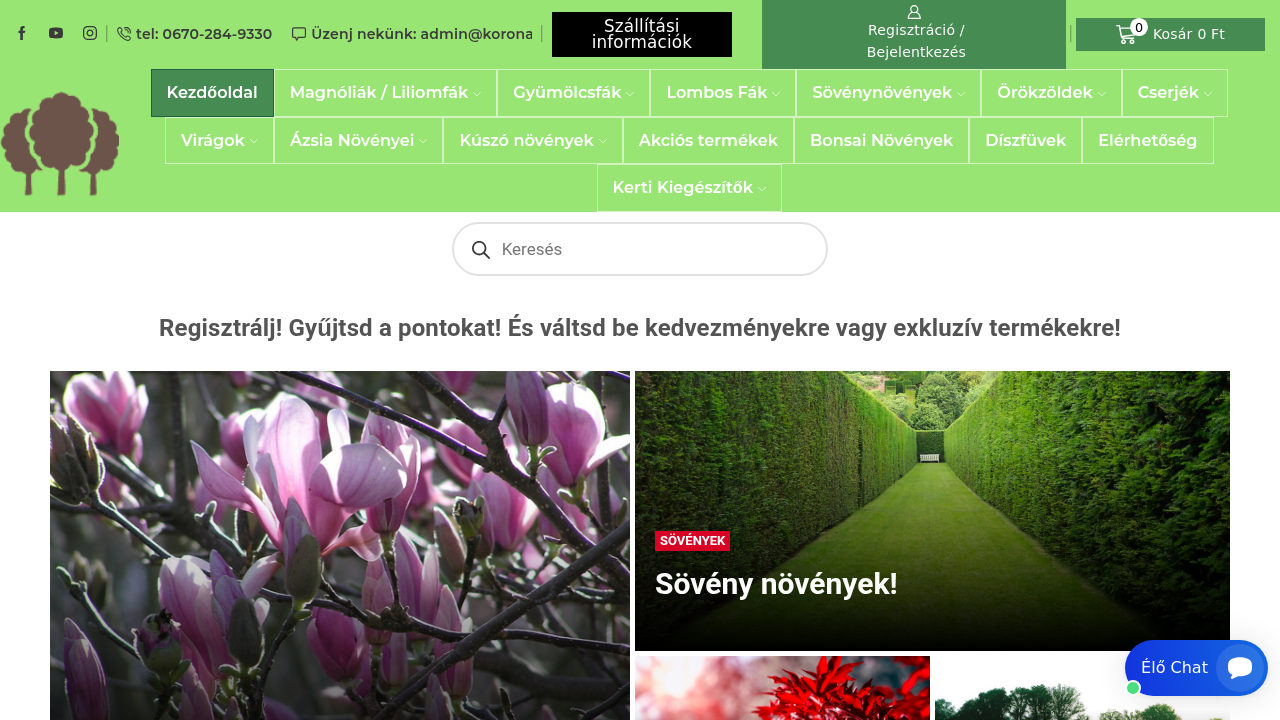 tel: 0670-284-9330
Üzenj nekünk: admin@korona
Szállítási
információk
Regisztráció /
Bejelentkezés
0
Kosár 0 Ft
Kezdőoldal
Magnóliák / Liliomfák
Gyümölcsfák
Lombos Fák
Sövénynövények
Örökzöldek
Cserjék
Virágok
Ázsia Növényei
Kúszó növények
Akciós termékek
Bonsai Növények
Díszfüvek
Elérhetőség
Kerti Kiegészítők
Keresés
Regisztrálj! Gyűjtsd a pontokat! És váltsd be kedvezményekre vagy exkluzív termékekre!
SÖVÉNYEK
Sövény növények!
Élő Chat